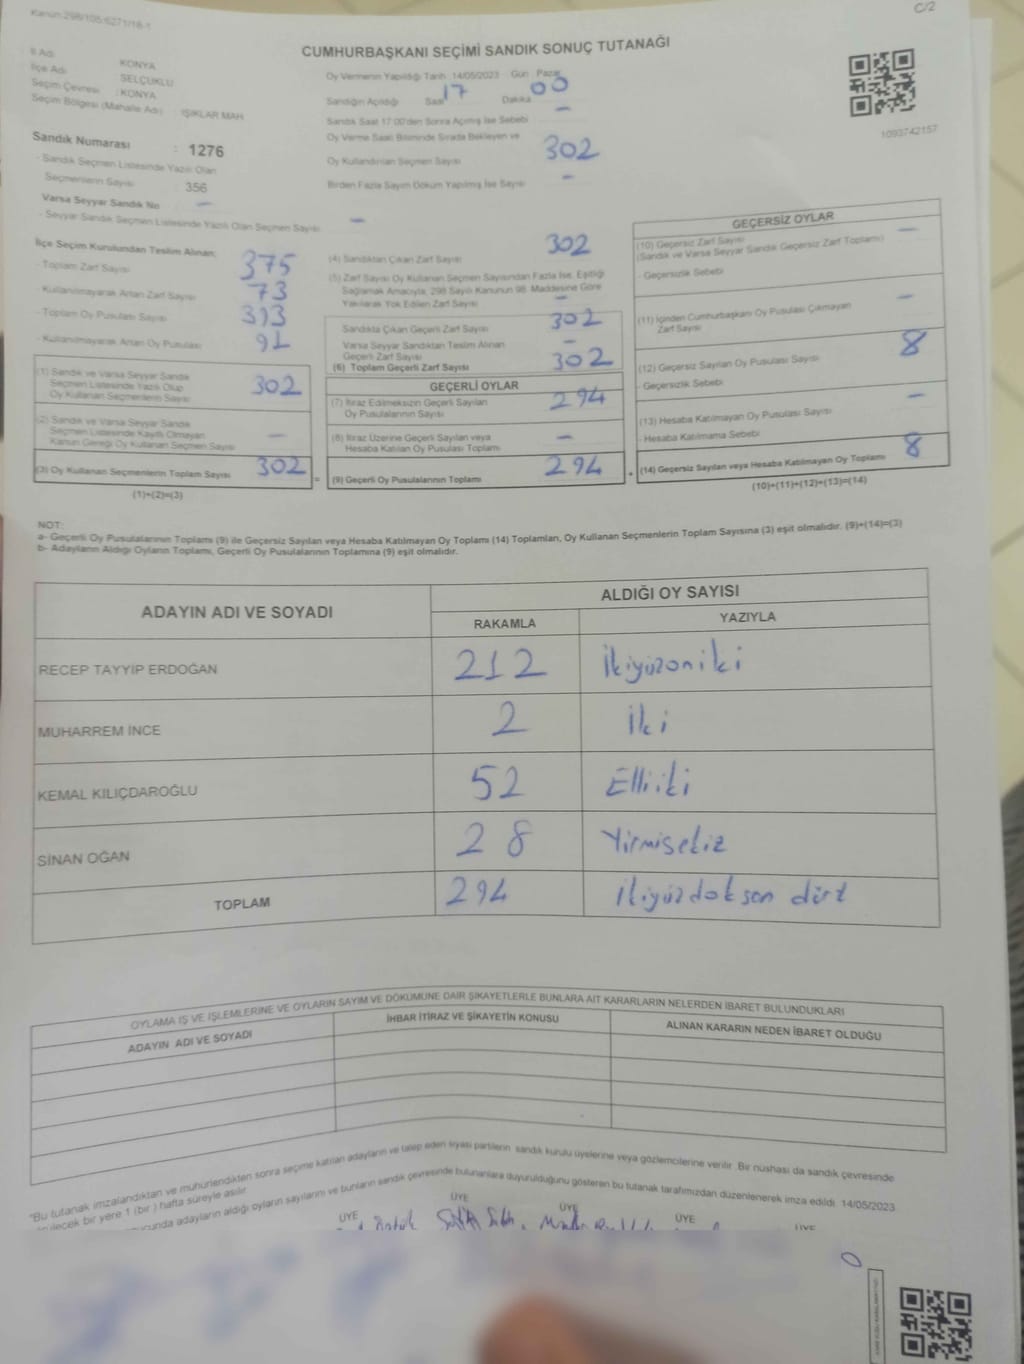 Kanun:298/105;6271/18-1
C/2
CUMHURBAŞKANI SEÇİMİ SANDIK SONUÇ TUTANAĞI
İl Adı KONYA
İlçe Adı SELÇUKLU
Seçim Çevresi : KONYA
Seçim Bölgesi (Mahalle Adı) : IŞIKLAR MAH
Sandık Numarası : 1276
- Sandık Seçmen Listesinde Yazılı Olan
Seçmenlerin Sayısı 356
Varsa Seyyar Sandık No –
- Seyyar Sandık Seçmen Listesinde Yazılı Olan Seçmen Sayısı –
Oy Vermenin Yapıldığı Tarih :14/05/2023 Gün : Pazar
Sandığın Açıldığı Saat 17 Dakika 00
Sandık Saat 17:00'den Sonra Açılmış İse Sebebi –
Oy Verme Saati Bitiminde Sırada Bekleyen ve
Oy Kullandırılan Seçmen Sayısı 302
Birden Fazla Sayım Döküm Yapılmış İse Sayısı –
1093742157
İlçe Seçim Kurulundan Teslim Alınan;
- Toplam Zarf Sayısı 375
- Kullanılmayarak Artan Zarf Sayısı 73
- Toplam Oy Pusulası Sayısı 393
- Kullanılmayarak Artan Oy Pusulası 91
(1) Sandık ve Varsa Seyyar Sandık
Seçmen Listesinde Yazılı Olup
Oy Kullanan Seçmenlerin Sayısı 302
(2) Sandık ve Varsa Seyyar Sandık
Seçmen Listesinde Kayıtlı Olmayan
Kanun Gereği Oy Kullanan Seçmen Sayısı –
(3) Oy Kullanan Seçmenlerin Toplam Sayısı 302
(1)+(2)=(3)
(4) Sandıktan Çıkan Zarf Sayısı 302
(5) Zarf Sayısı Oy Kullanan Seçmen Sayısından Fazla İse, Eşitliği
Sağlamak Amacıyla, 298 Sayılı Kanunun 98. Maddesine Göre
Yakılarak Yok Edilen Zarf Sayısı –
Sandıkta Çıkan Geçerli Zarf Sayısı 302
Varsa Seyyar Sandıktan Teslim Alınan
Geçerli Zarf Sayısı –
(6) Toplam Geçerli Zarf Sayısı 302
GEÇERLİ OYLAR
(7) İtiraz Edilmeksizin Geçerli Sayılan
Oy Pusulalarının Sayısı 294
(8) İtiraz Üzerine Geçerli Sayılan veya
Hesaba Katılan Oy Pusulası Toplamı –
(9) Geçerli Oy Pusulalarının Toplamı 294
GEÇERSİZ OYLAR
(10) Geçersiz Zarf Sayısı –
(Sandık ve Varsa Seyyar Sandık Geçersiz Zarf Toplamı)
- Geçersizlik Sebebi
(11) İçinden Cumhurbaşkanı Oy Pusulası Çıkmayan
Zarf Sayısı –
(12) Geçersiz Sayılan Oy Pusulası Sayısı 8
- Geçersizlik Sebebi
(13) Hesaba Katılmayan Oy Pusulası Sayısı –
- Hesaba Katılmama Sebebi
(14) Geçersiz Sayılan veya Hesaba Katılmayan Oy Toplamı 8
(10)+(11)+(12)+(13)=(14)
NOT:
a- Geçerli Oy Pusulalarının Toplamı (9) ile Geçersiz Sayılan veya Hesaba Katılmayan Oy Toplamı (14) Toplamları, Oy Kullanan Seçmenlerin Toplam Sayısına (3) eşit olmalıdır. (9)+(14)=(3)
b- Adayların Aldığı Oyların Toplamı, Geçerli Oy Pusulalarının Toplamına (9) eşit olmalıdır.
ADAYIN ADI VE SOYADI ALDIĞI OY SAYISI
RAKAMLA YAZIYLA
RECEP TAYYİP ERDOĞAN 212 İkiyüzoniki
MUHARREM İNCE 2 İki
KEMAL KILIÇDAROĞLU 52 Elliiki
SİNAN OĞAN 28 Yirmisekiz
TOPLAM 294 ikiyüzdoksan dört
OYLAMA İŞ VE İŞLEMLERİNE VE OYLARIN SAYIM VE DÖKÜMÜNE DAİR ŞİKAYETLERLE BUNLARA AİT KARARLARIN NELERDEN İBARET BULUNDUKLARI
ADAYIN ADI VE SOYADI İHBAR İTİRAZ VE ŞİKAYETİN KONUSU ALINAN KARARIN NEDEN İBARET OLDUĞU
"Bu tutanak imzalandıktan ve mühürlendikten sonra seçime katılan adayların ve talep eden siyasi partilerin sandık kurulu üyelerine veya gözlemcilerine verilir. Bir nüshası da sandık çevresinde
bir yere 1 (bir ) hafta süreyle asılır.
adayların aldığı oyların sayılarını ve bunların sandık çevresinde bulunanlara duyurulduğunu gösteren bu tutanak tarafımızdan düzenlenerek imza edildi. 14/05/2023
ÜYE ÜYE ÜYE ÜYE ÜYE